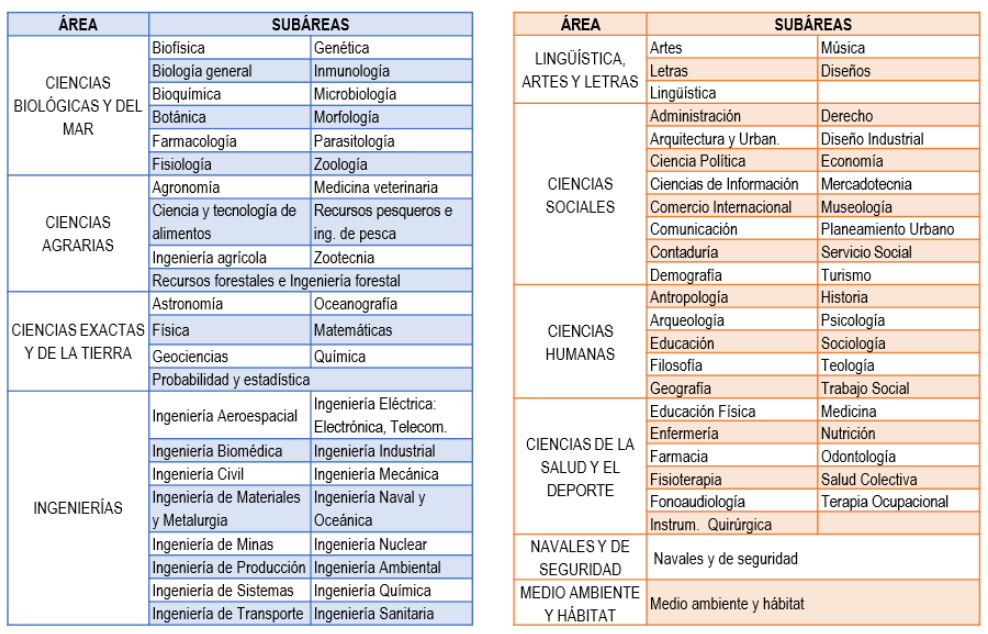 ÁREA SUBÁREAS
CIENCIAS BIOLÓGICAS Y DEL MAR
Biofísica Genética
Biología general Inmunología
Bioquímica Microbiología
Botánica Morfología
Farmacología Parasitología
Fisiología Zoología
CIENCIAS AGRARIAS
Agronomía Medicina veterinaria
Ciencia y tecnología de alimentos Recursos pesqueros e ing. de pesca
Ingeniería agrícola Zootecnia
Recursos forestales e Ingeniería forestal
CIENCIAS EXACTAS Y DE LA TIERRA
Astronomía Oceanografía
Física Matemáticas
Geociencias Química
Probabilidad y estadística
INGENIERÍAS
Ingeniería Aeroespacial Ingeniería Eléctrica: Electrónica, Telecom.
Ingeniería Biomédica Ingeniería Industrial
Ingeniería Civil Ingeniería Mecánica
Ingeniería de Materiales y Metalurgia Ingeniería Naval y Oceánica
Ingeniería de Minas Ingeniería Nuclear
Ingeniería de Producción Ingeniería Ambiental
Ingeniería de Sistemas Ingeniería Química
Ingeniería de Transporte Ingeniería Sanitaria
ÁREA SUBÁREAS
LINGÜÍSTICA, ARTES Y LETRAS
Artes Música
Letras Diseños
Lingüística
CIENCIAS SOCIALES
Administración Derecho
Arquitectura y Urban. Diseño Industrial
Ciencia Política Economía
Ciencias de Información Mercadotecnia
Comercio Internacional Museología
Comunicación Planeamiento Urbano
Contaduría Servicio Social
Demografía Turismo
CIENCIAS HUMANAS
Antropología Historia
Arqueología Psicología
Educación Sociología
Filosofía Teología
Geografía Trabajo Social
CIENCIAS DE LA SALUD Y EL DEPORTE
Educación Física Medicina
Enfermería Nutrición
Farmacia Odontología
Fisioterapia Salud Colectiva
Fonoaudiología Terapia Ocupacional
Instrum. Quirúrgica
NAVALES Y DE SEGURIDAD
Navales y de seguridad
MEDIO AMBIENTE Y HÁBITAT
Medio ambiente y hábitat